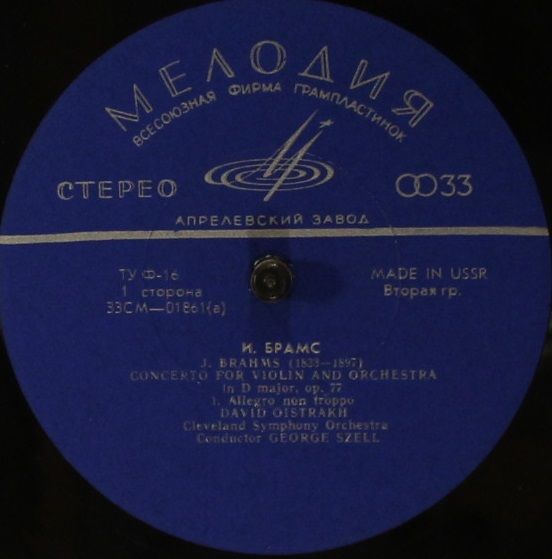 МЕЛОДИЯ
ВСЕСОЮЗНАЯ ФИРМА ГРАМПЛАСТИНОК
СТЕРЕО
33
АПРЕЛЕВСКИЙ ЗАВОД
ТУ Ф-16
MADE IN USSR
1 сторона
Вторая гр.
33СМ—01861(а)
И. БРАМС
J. BRAHMS (1833—1897)
CONCERTO FOR VIOLIN AND ORCHESTRA
in D major, op. 77
1. Allegro non troppo
DAVID OISTRAKH
Cleveland Symphony Orchestra
Conductor GEORGE SZELL